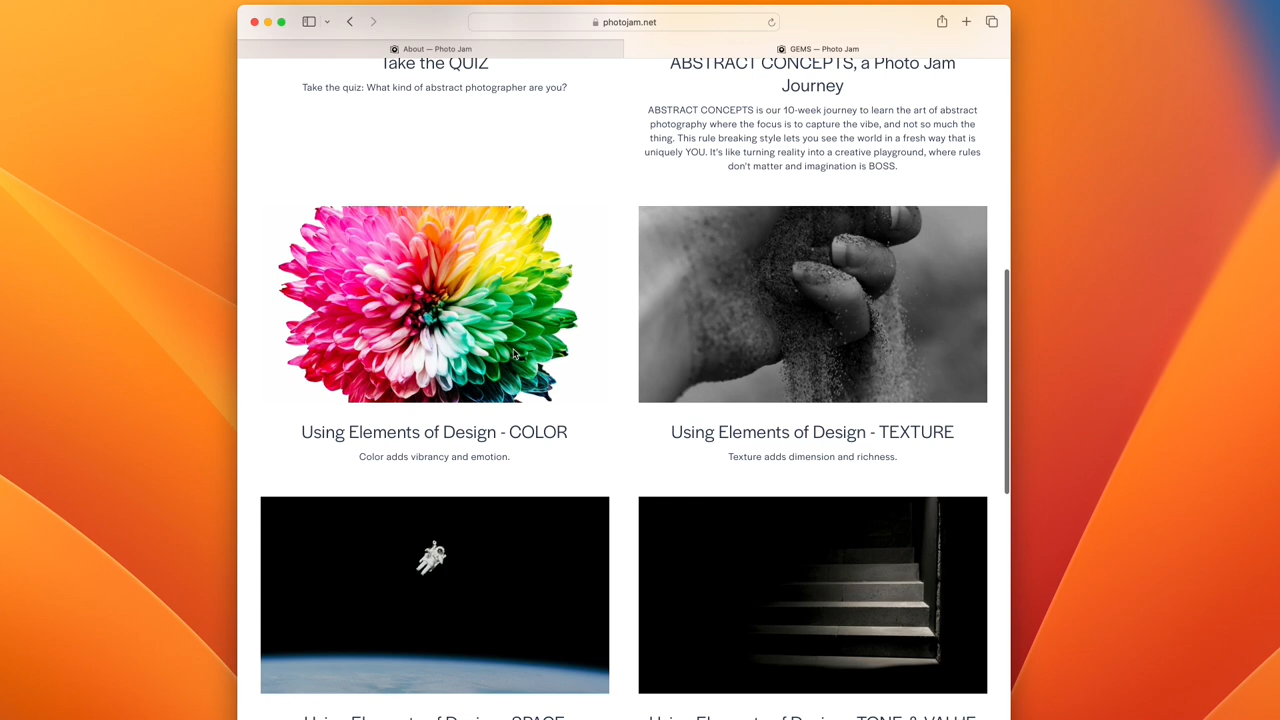 photojam.net
About — Photo Jam
GEMS — Photo Jam
Take the QUIZ
Take the quiz: What kind of abstract photographer are you?
ABSTRACT CONCEPTS, a Photo Jam
Journey
ABSTRACT CONCEPTS is our 10-week journey to learn the art of abstract
photography where the focus is to capture the vibe, and not so much the
thing. This rule breaking style lets you see the world in a fresh way that is
uniquely YOU. It's like turning reality into a creative playground, where rules
don't matter and imagination is BOSS.
Using Elements of Design - COLOR
Color adds vibrancy and emotion.
Using Elements of Design - TEXTURE
Texture adds dimension and richness.
Using Elements of Design - SPACE
Using Elements of Design - TONE & VALUE